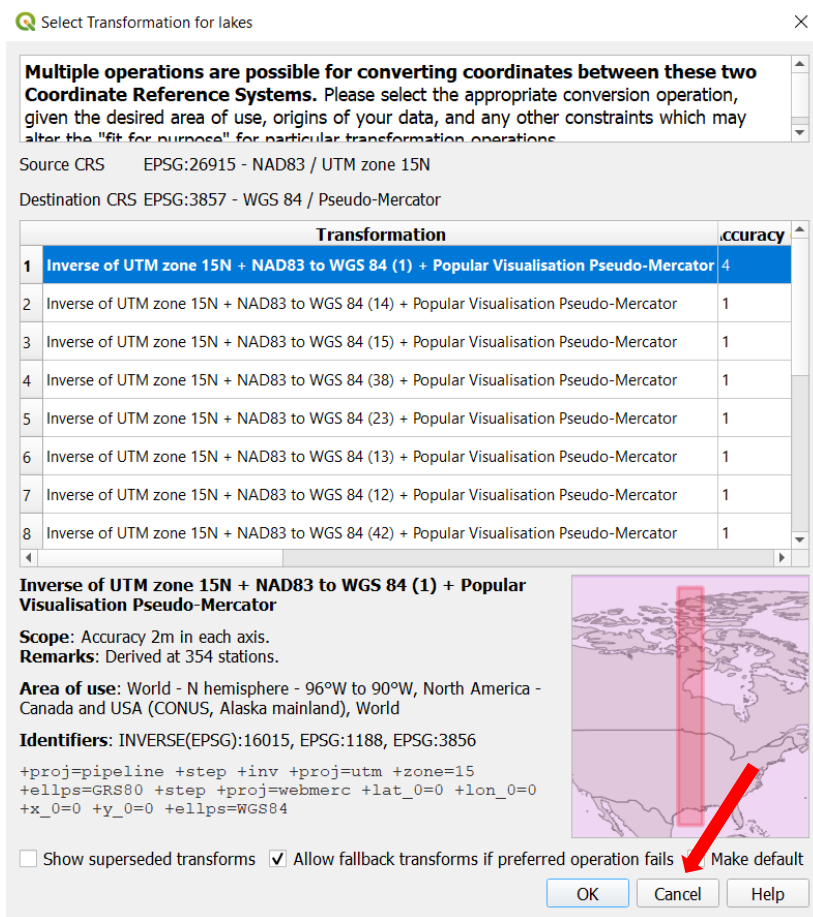 Select Transformation for lakes
Multiple operations are possible for converting coordinates between these two
Coordinate Reference Systems. Please select the appropriate conversion operation,
given the desired area of use, origins of your data, and any other constraints which may
alter the "fit for purpose" for particular transformation operations
Source CRS EPSG:26915 - NAD83 / UTM zone 15N
Destination CRS EPSG:3857 - WGS 84 / Pseudo-Mercator
Transformation ccuracy
1 Inverse of UTM zone 15N + NAD83 to WGS 84 (1) + Popular Visualisation Pseudo-Mercator 4
2 Inverse of UTM zone 15N + NAD83 to WGS 84 (14) + Popular Visualisation Pseudo-Mercator 1
3 Inverse of UTM zone 15N + NAD83 to WGS 84 (15) + Popular Visualisation Pseudo-Mercator 1
4 Inverse of UTM zone 15N + NAD83 to WGS 84 (38) + Popular Visualisation Pseudo-Mercator 1
5 Inverse of UTM zone 15N + NAD83 to WGS 84 (23) + Popular Visualisation Pseudo-Mercator 1
6 Inverse of UTM zone 15N + NAD83 to WGS 84 (13) + Popular Visualisation Pseudo-Mercator 1
7 Inverse of UTM zone 15N + NAD83 to WGS 84 (12) + Popular Visualisation Pseudo-Mercator 1
8 Inverse of UTM zone 15N + NAD83 to WGS 84 (42) + Popular Visualisation Pseudo-Mercator 1
Inverse of UTM zone 15N + NAD83 to WGS 84 (1) + Popular
Visualisation Pseudo-Mercator
Scope: Accuracy 2m in each axis.
Remarks: Derived at 354 stations.
Area of use: World - N hemisphere - 96°W to 90°W, North America -
Canada and USA (CONUS, Alaska mainland), World
Identifiers: INVERSE(EPSG):16015, EPSG:1188, EPSG:3856
+proj=pipeline +step +inv +proj=utm +zone=15
+ellps=GRS80 +step +proj=webmerc +lat_0=0 +lon_0=0
+x_0=0 +y_0=0 +ellps=WGS84
Show superseded transforms Allow fallback transforms if preferred operation fails Make default
OK Cancel Help